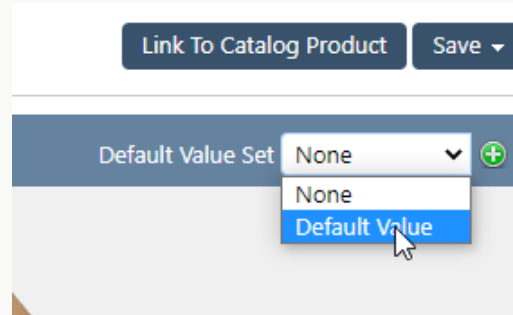 Link To Catalog Product Save
Default Value Set None
None
Default Value